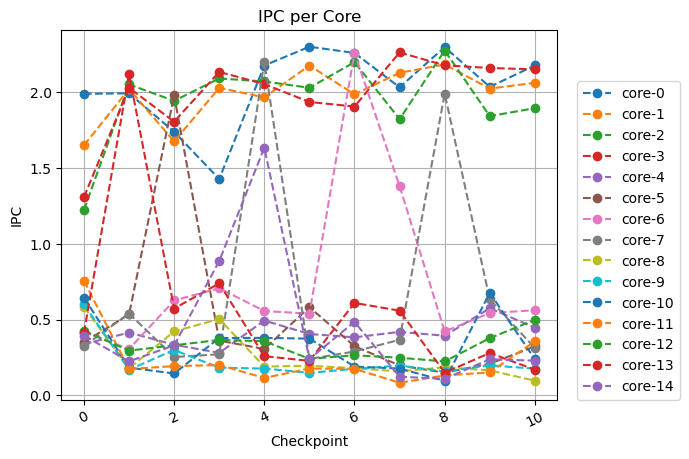 IPC per Core
IPC
2.0
1.5
1.0
0.5
0.0
0
2
4
6
8
10
Checkpoint
core-0
core-1
core-2
core-3
core-4
core-5
core-6
core-7
core-8
core-9
core-10
core-11
core-12
core-13
core-14